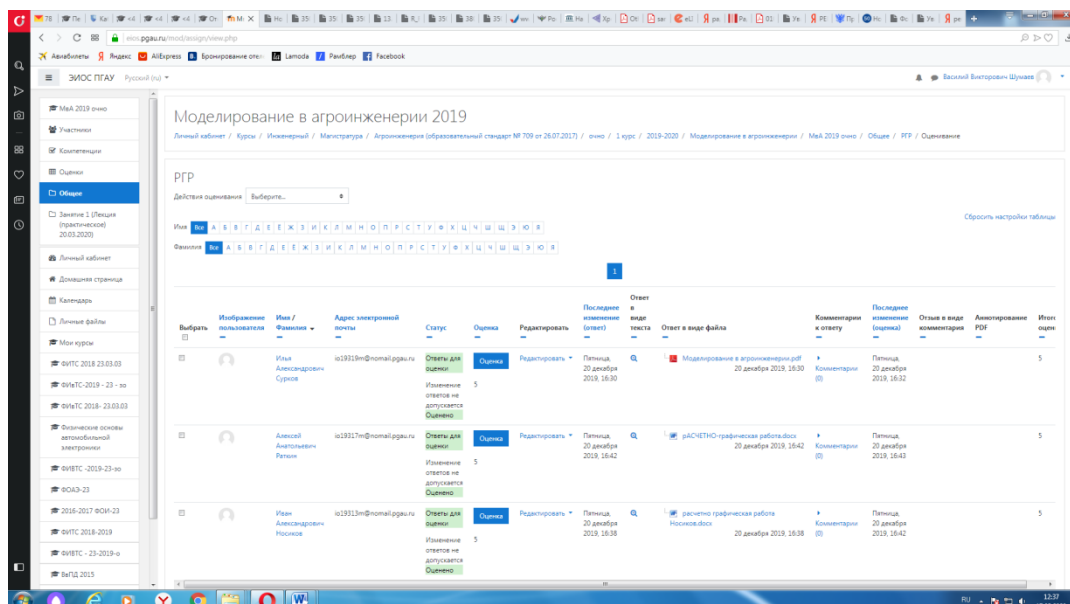 eios.pgau.ru/mod/assign/view.php
Авиабилеты Яндекс AliExpress Бронирование отел Lamoda Рамблер Facebook
ЭИОС ПГАУ Русский (ru)
Василий Викторович Шумаев
МвА 2019 очно
Участники
Компетенции
Оценки
Общее
Занятие 1 (Лекция
(практическое)
20.03.2020)
Личный кабинет
Домашняя страница
Календарь
Личные файлы
Мои курсы
ФИТС 2018 23.03.03
ФИвТС-2019 - 23 - зо
ФИвТС 2018- 23.03.03
Физические основы
автомобильной
электроники
ФИВТС -2019-23-зо
ФОАЭ-23
2016-2017 ФОИ-23
ФИТС 2018-2019
ФИВТС - 23-2019-о
ВеПД 2015
Моделирование в агроинженерии 2019
Личный кабинет / Курсы / Инженерный / Магистратура / Агроинженерия (образовательный стандарт № 709 от 26.07.2017) / очно / 1 курс / 2019-2020 / Моделирование в агроинженерии / МвА 2019 очно / Общее / РГР / Оценивание
РГР
Действия оценивания Выберите...
Сбросить настройки таблицы
Имя Все А Б В Г Д Е Ё Ж З И К Л М Н О П Р С Т У Ф Х Ц Ч Ш Щ Э Ю Я
Фамилия Все А Б В Г Д Е Ё Ж З И К Л М Н О П Р С Т У Ф Х Ц Ч Ш Щ Э Ю Я
1
Выбрать
Изображение
пользователя
Имя /
Фамилия
Адрес электронной
почты
Статус
Оценка
Редактировать
Последнее
изменение
(ответ)
Ответ
в
виде
текста
Ответ в виде файла
Комментарии
к ответу
Последнее
изменение
(оценка)
Отзыв в виде
комментария
Аннотирование
PDF
Итого
оцен
Илья
Александрович
Сурков
io19319m@nomail.pgau.ru
Ответы для
оценки
Изменение
ответов не
допускается
Оценено
Оценка
5
Редактировать
Пятница,
20 декабря
2019, 16:30
Моделирование в агроинженерии.pdf
20 декабря 2019, 16:30
Комментарии
(0)
Пятница,
20 декабря
2019, 16:32
5
Алексей
Анатольевич
Раткин
io19317m@nomail.pgau.ru
Ответы для
оценки
Изменение
ответов не
допускается
Оценено
Оценка
5
Редактировать
Пятница,
20 декабря
2019, 16:42
рАСЧЕТНО-графическая работа.docx
20 декабря 2019, 16:42
Комментарии
(0)
Пятница,
20 декабря
2019, 16:43
5
Иван
Александрович
Носиков
io19313m@nomail.pgau.ru
Ответы для
оценки
Изменение
ответов не
допускается
Оценено
Оценка
5
Редактировать
Пятница,
20 декабря
2019, 16:38
расчетно графическая работа
Носиков.docx
20 декабря 2019, 16:38
Комментарии
(0)
Пятница,
20 декабря
2019, 16:42
5
RU
12:37